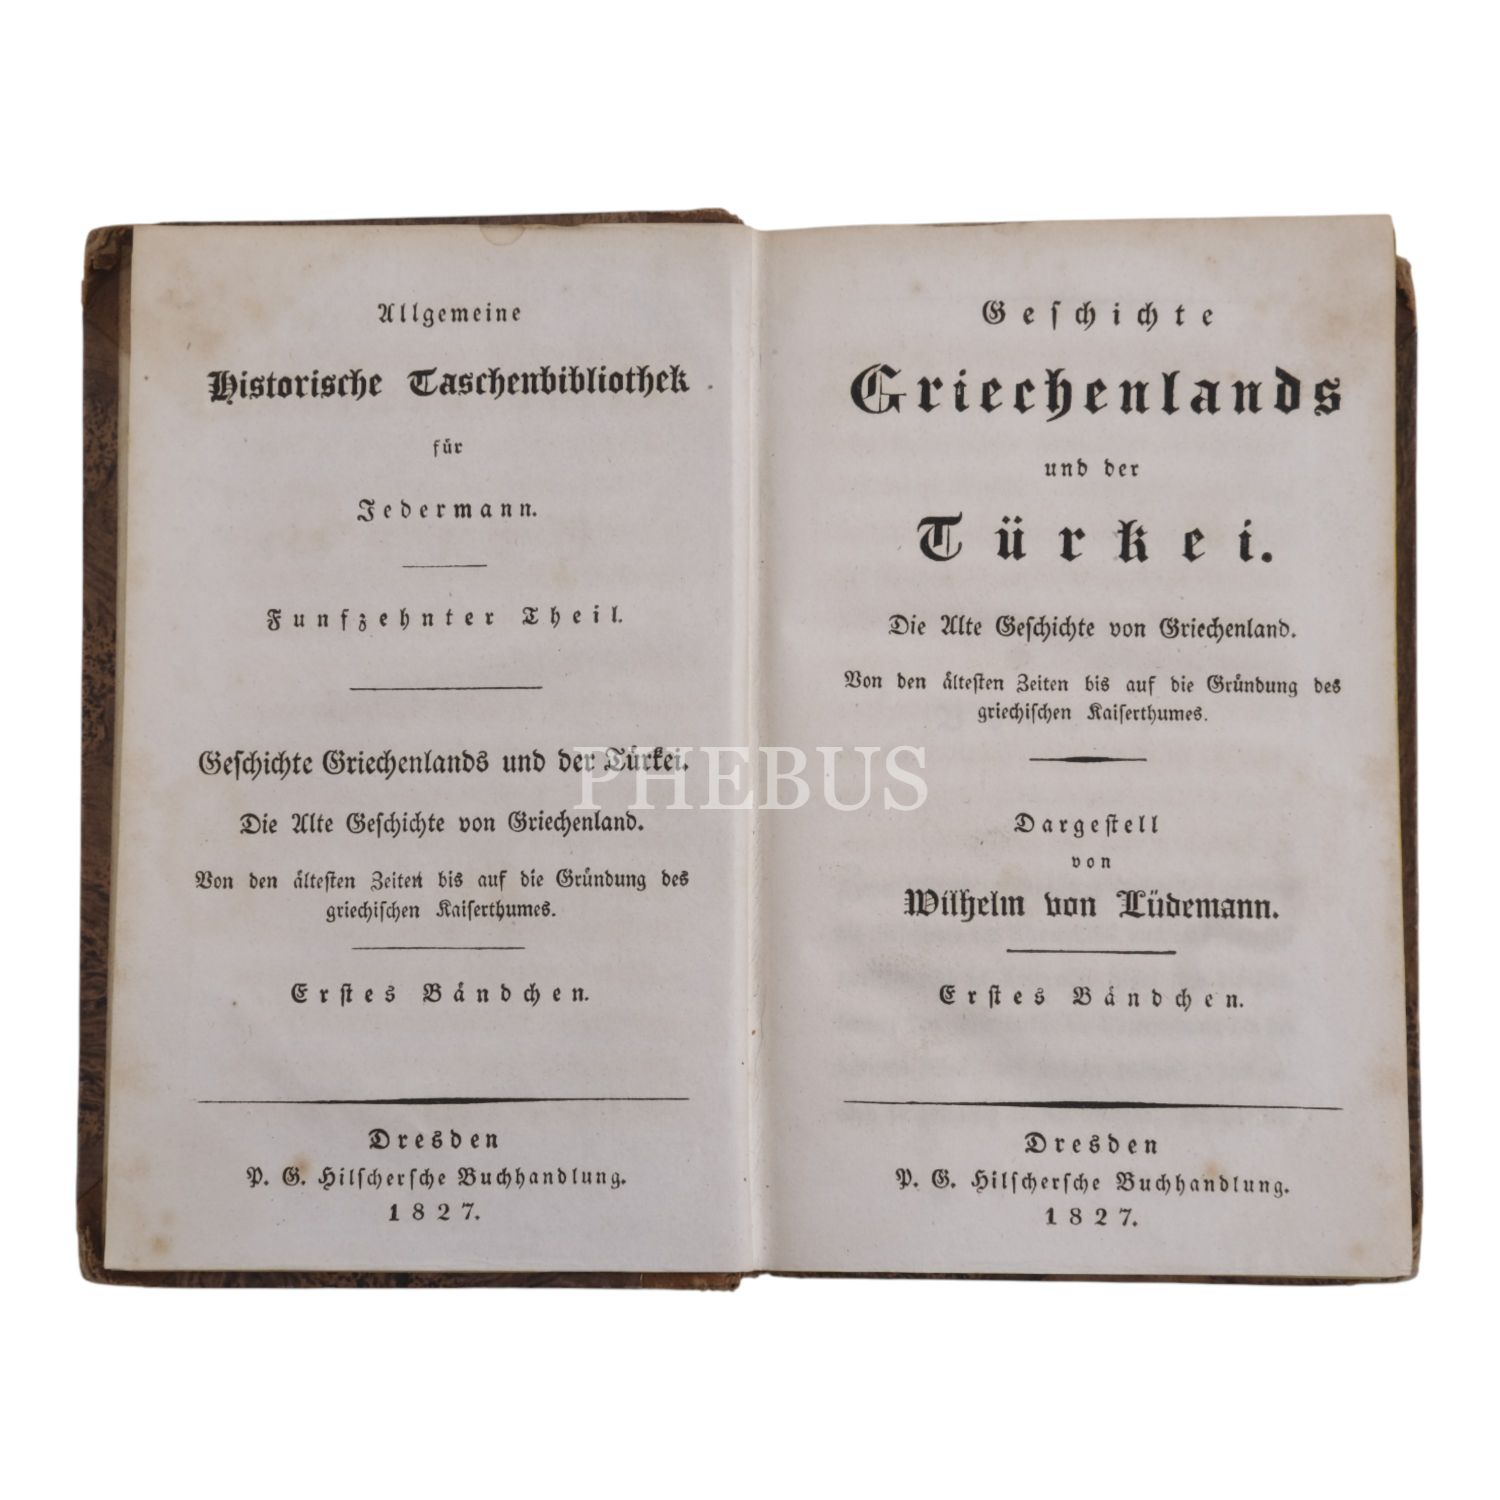 Allgemeine
Historische Taschenbibliothek
für
Jedermann.
Funfzehnter Theil.
Geschichte Griechenlands und der Türkei.
Die Alte Geschichte von Griechenland.
Von den ältesten Zeiten bis auf die Gründung des
griechischen Kaiserthumes.
Erstes Bändchen.
Dresden
P. G. Hilschersche Buchhandlung.
1827.
Geschichte
Griechenlands
und der
Türkei.
Die Alte Geschichte von Griechenland.
Von den ältesten Zeiten bis auf die Gründung des
griechischen Kaiserthumes.
Dargestell
von
Wilhelm von Lüdemann.
Erstes Bändchen.
Dresden
P. G. Hilschersche Buchhandlung.
1827.
PHEBUS